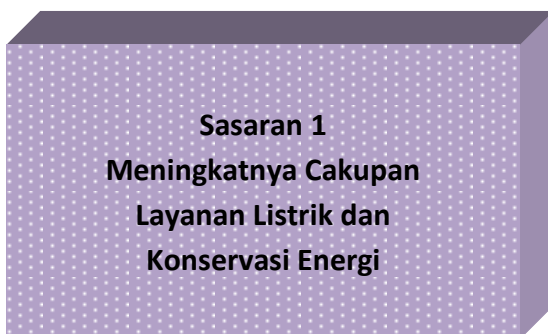 Sasaran 1
Meningkatnya Cakupan
Layanan Listrik dan
Konservasi Energi